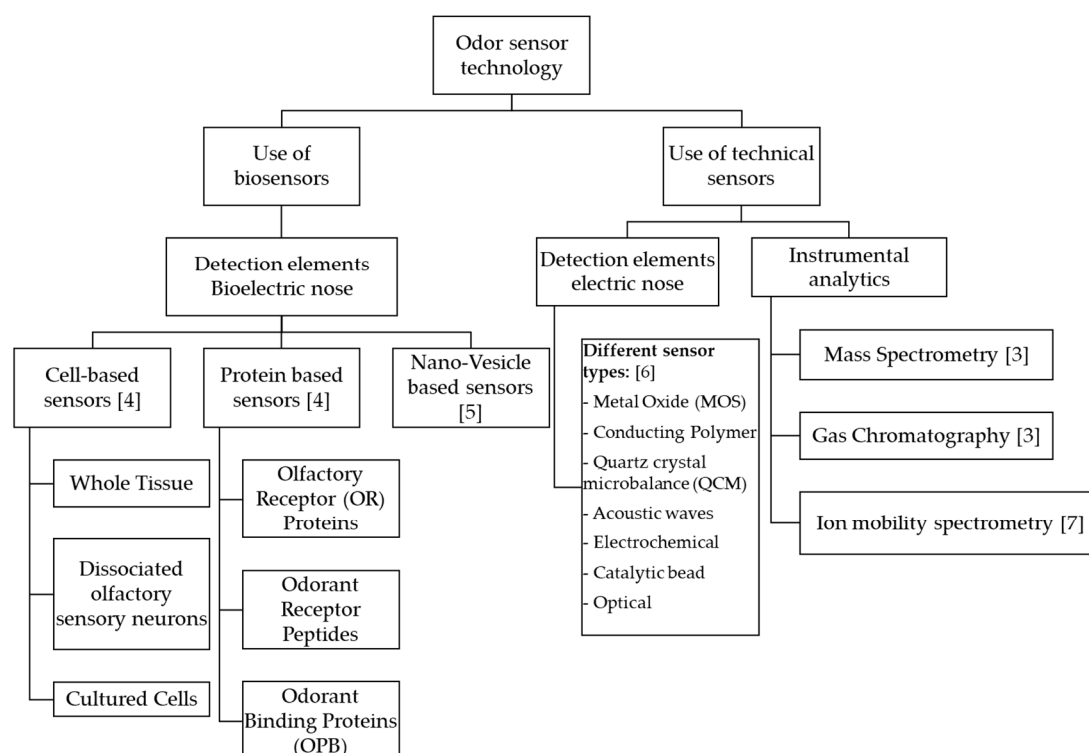 Odor sensor
technology
Use of
biosensors
Use of technical
sensors
Detection elements
Bioelectric nose
Detection elements
electric nose
Instrumental
analytics
Cell-based
sensors [4]
Protein based
sensors [4]
Nano-Vesicle
based sensors
[5]
Whole Tissue
Dissociated
olfactory
sensory neurons
Cultured Cells
Olfactory
Receptor (OR)
Proteins
Odorant
Receptor
Peptides
Odorant
Binding Proteins
(OPB)
Different sensor
types: [6]
- Metal Oxide (MOS)
- Conducting Polymer
- Quartz crystal
microbalance (QCM)
- Acoustic waves
- Electrochemical
- Catalytic bead
- Optical
Mass Spectrometry [3]
Gas Chromatography [3]
Ion mobility spectrometry [7]